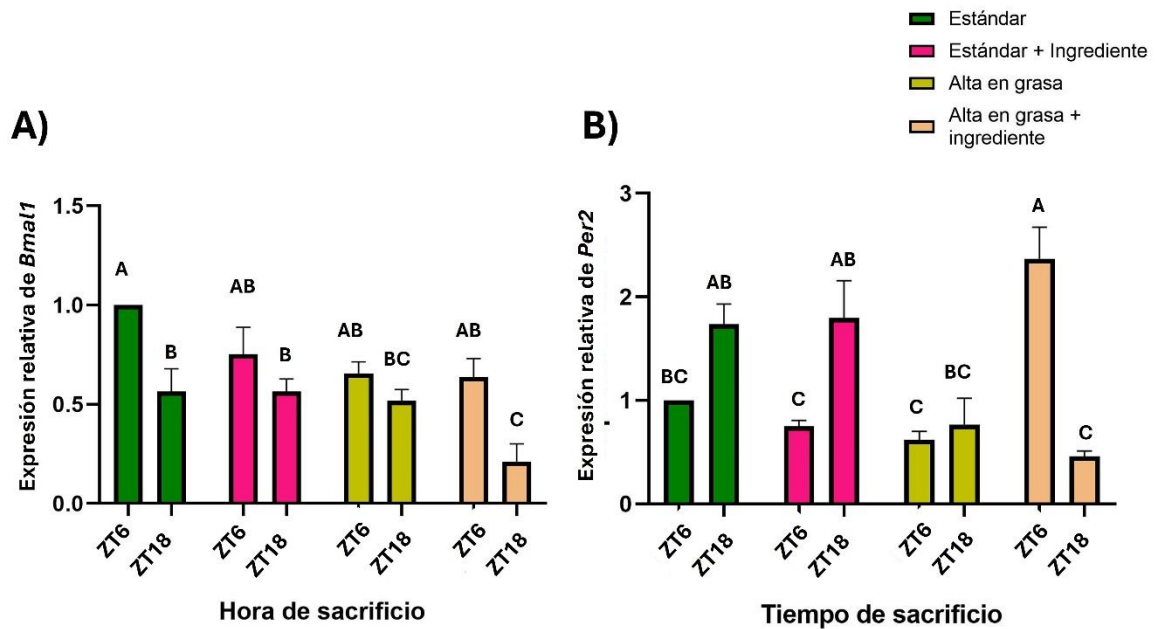 Estándar
Estándar + Ingrediente
Alta en grasa
Alta en grasa +
ingrediente
A)
Expresión relativa de Bmal1
1.5
1.0
0.5
0.0
A
B
AB
B
AB
BC
AB
C
ZT6
ZT18
ZT6
ZT18
ZT6
ZT18
ZT6
ZT18
Hora de sacrificio
B)
Expresión relativa de Per2
3
2
1
0
BC
AB
C
AB
C
BC
A
C
ZT6
ZT18
ZT6
ZT18
ZT6
ZT18
ZT6
ZT18
Tiempo de sacrificio